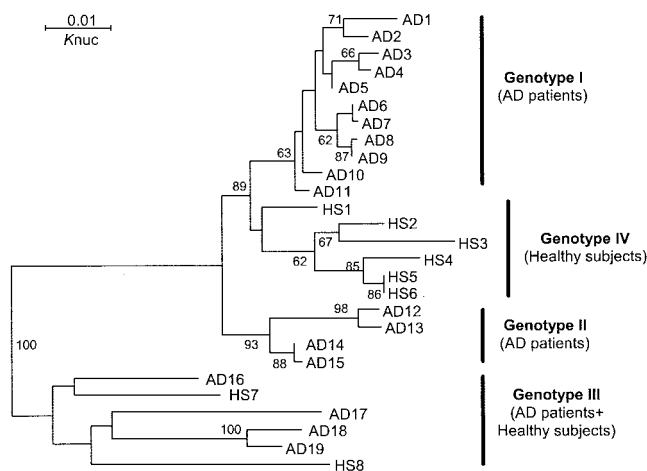 0.01
Knuc
71
AD1
AD2
66
AD3
AD4
AD5
AD6
AD7
62
AD8
87
AD9
63
AD10
AD11
Genotype I
(AD patients)
89
HS1
HS2
67
HS3
62
HS4
85
HS5
86
HS6
Genotype IV
(Healthy subjects)
98
AD12
AD13
93
AD14
88
AD15
Genotype II
(AD patients)
100
AD16
HS7
AD17
100
AD18
AD19
HS8
Genotype III
(AD patients+
Healthy subjects)